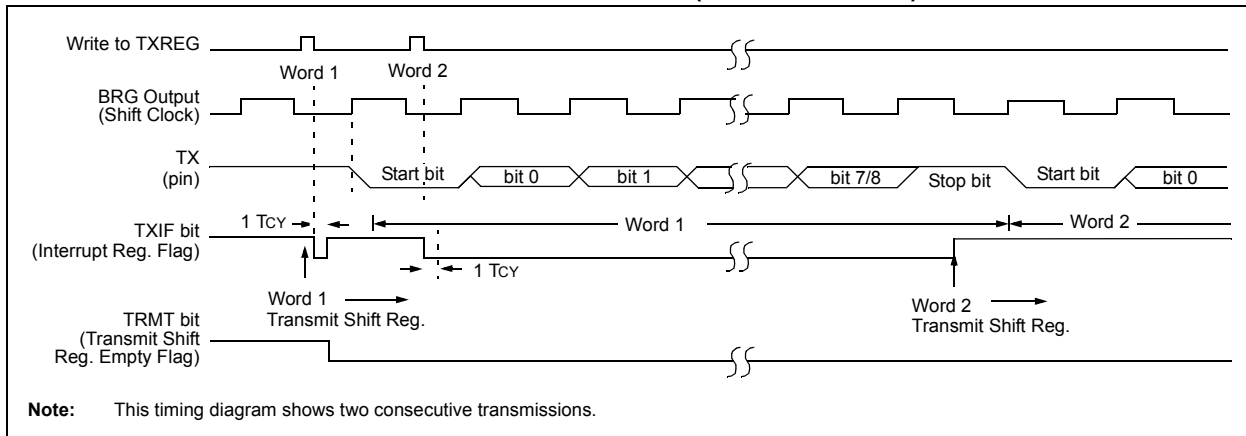 Write to TXREG
Word 1
Word 2
BRG Output
(Shift Clock)
TX
(pin)
Start bit
bit 0
bit 1
bit 7/8
Stop bit
Start bit
bit 0
1 TCY
Word 1
Word 2
TXIF bit
(Interrupt Reg. Flag)
1 TCY
Word 1
Transmit Shift Reg.
Word 2
Transmit Shift Reg.
TRMT bit
(Transmit Shift
Reg. Empty Flag)
Note: This timing diagram shows two consecutive transmissions.